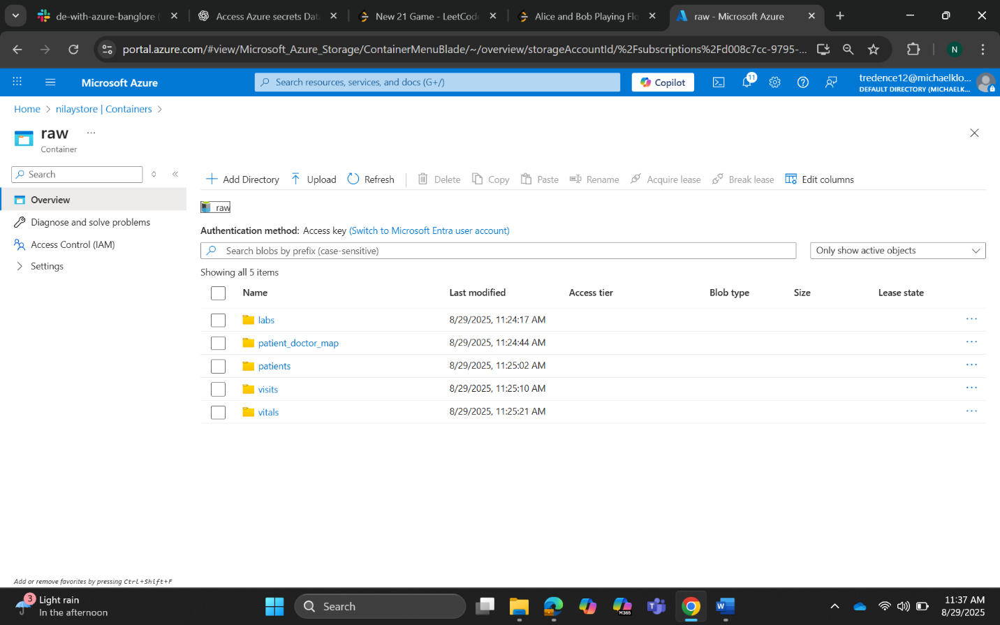 de-with-azure-banglore (
Access Azure secrets Dat
New 21 Game - LeetCode
Alice and Bob Playing Flo
raw - Microsoft Azure
portal.azure.com/#view/Microsoft_Azure_Storage/ContainerMenuBlade/~/overview/storageAccountId/%2Fsubscriptions%2Fd008c7cc-9795-...
N
Microsoft Azure
Search resources, services, and docs (G+/)
Copilot
11
tredence12@michaelklo...
DEFAULT DIRECTORY (MICHAELK...
Home > nilaystore | Containers >
raw ...
Container
Search
Overview
Diagnose and solve problems
Access Control (IAM)
Settings
Add Directory Upload Refresh Delete Copy Paste Rename Acquire lease Break lease Edit columns
raw
Authentication method: Access key (Switch to Microsoft Entra user account)
Search blobs by prefix (case-sensitive)
Only show active objects
Showing all 5 items
Name Last modified Access tier Blob type Size Lease state
labs 8/29/2025, 11:24:17 AM ...
patient_doctor_map 8/29/2025, 11:24:44 AM ...
patients 8/29/2025, 11:25:02 AM ...
visits 8/29/2025, 11:25:10 AM ...
vitals 8/29/2025, 11:25:21 AM ...
Add or remove favorites by pressing Ctrl+Shift+F
3
Light rain
In the afternoon
Search
M365
11:37 AM
8/29/2025